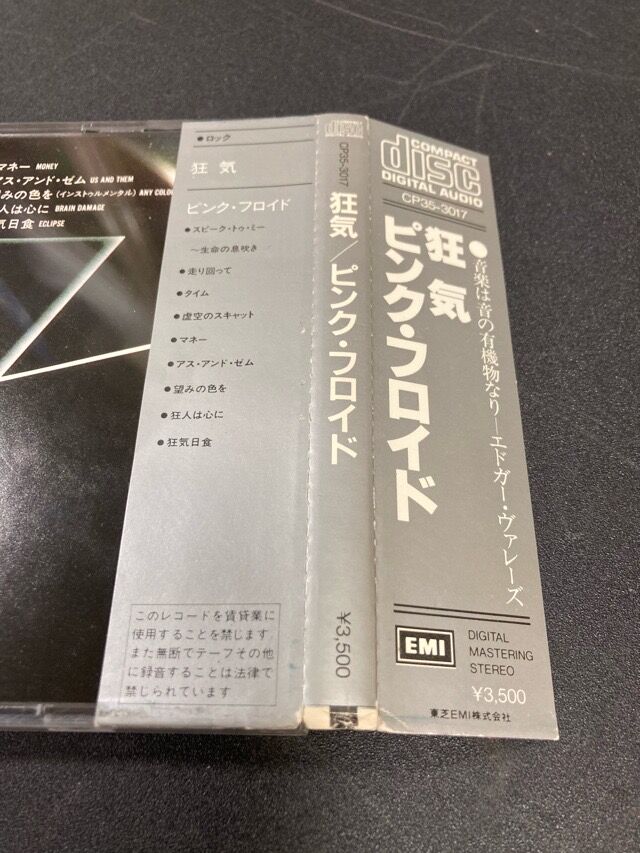 マネー MONEY
アス・アンド・ゼム US AND THEM
望みの色を(インストゥルメンタル) ANY COLOU
狂人は心に BRAIN DAMAGE
狂気日食 ECLIPSE
●ロック
狂気
ピンク・フロイド
●スピーク・トゥ・ミー
~生命の息吹き
●走り回って
●タイム
●虚空のスキャット
●マネー
●アス・アンド・ゼム
●望みの色を
●狂人は心に
●狂気日食
このレコードを賃貸業に
使用することを禁じます
また無断でテープその他
に録音することは法律で
禁じられています
CP35-3017
狂気/ピンク・フロイド
¥3,500
COMPACT
disc
DIGITAL AUDIO
CP35-3017
狂気
ピンク・フロイド
●音楽は音の有機物なり—エドガー・ヴァレーズ
EMI
DIGITAL
MASTERING
STEREO
¥3,500
東芝EMI株式会社